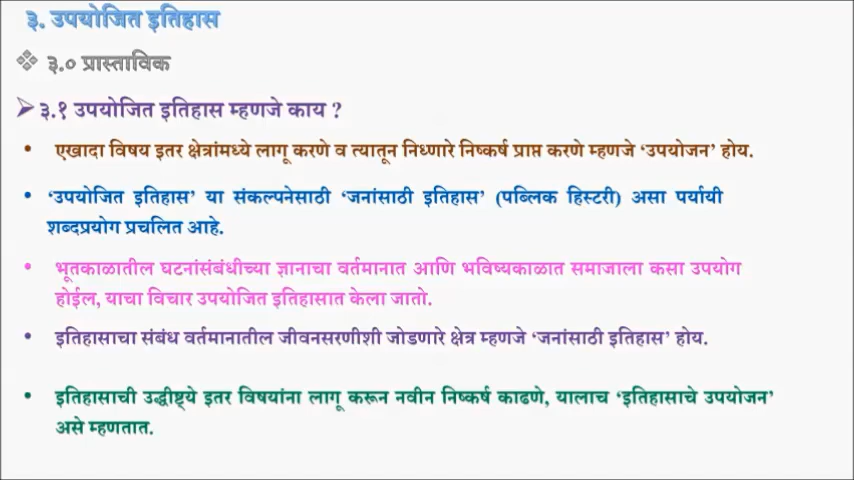 ३. उपयोजित इतिहास
३.० प्रास्ताविक
३.१ उपयोजित इतिहास म्हणजे काय ?
• एखादा विषय इतर क्षेत्रांमध्ये लागू करणे व त्यातून निध्णारे निष्कर्ष प्राप्त करणे म्हणजे ‘उपयोजन’ होय.
• ‘उपयोजित इतिहास’ या संकल्पनेसाठी ‘जनांसाठी इतिहास’ (पब्लिक हिस्टरी) असा पर्यायी
शब्दप्रयोग प्रचलित आहे.
• भूतकाळातील घटनांसंबंधीच्या ज्ञानाचा वर्तमानात आणि भविष्यकाळात समाजाला कसा उपयोग
होईल, याचा विचार उपयोजित इतिहासात केला जातो.
• इतिहासाचा संबंध वर्तमानातील जीवनसरणीशी जोडणारे क्षेत्र म्हणजे ‘जनांसाठी इतिहास’ होय.
• इतिहासाची उद्धीष्ट्ये इतर विषयांना लागू करून नवीन निष्कर्ष काढणे, यालाच ‘इतिहासाचे उपयोजन’
असे म्हणतात.